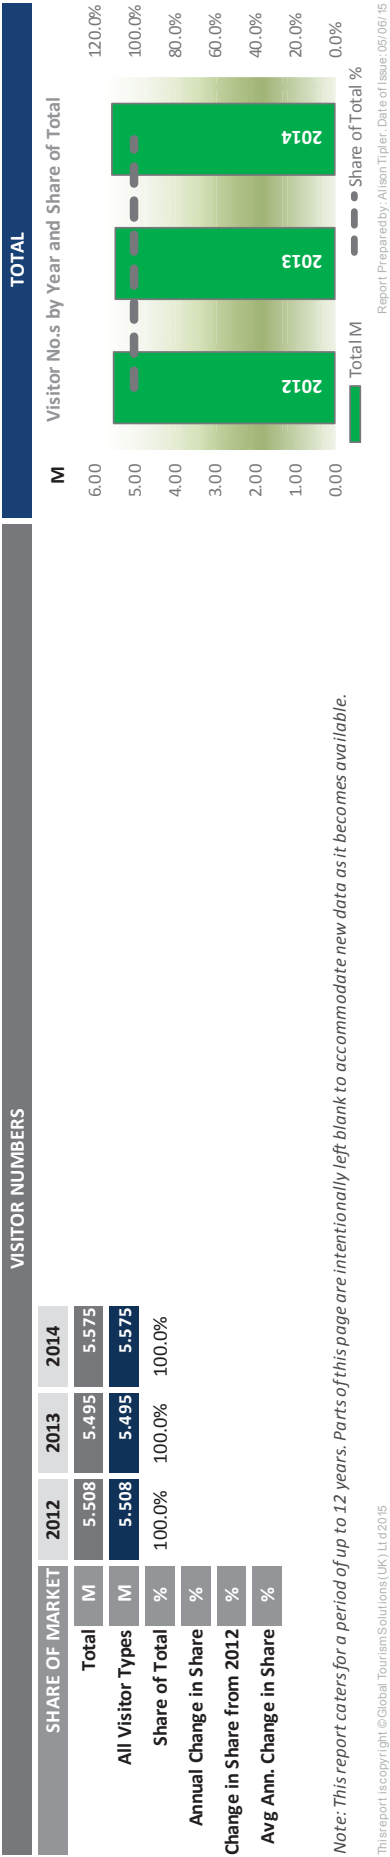 VISITOR NUMBERS
TOTAL
SHARE OF MARKET 2012 2013 2014
Total M 5.508 5.495 5.575
All Visitor Types M 5.508 5.495 5.575
Share of Total % 100.0% 100.0% 100.0%
Annual Change in Share %
Change in Share from 2012 %
Avg Ann. Change in Share %
M
Visitor No.s by Year and Share of Total
6.00
5.00
4.00
3.00
2.00
1.00
0.00
2012
2013
2014
120.0%
100.0%
80.0%
60.0%
40.0%
20.0%
0.0%
Total M
Share of Total %
Note: This report caters for a period of up to 12 years. Parts of this page are intentionally left blank to accommodate new data as it becomes available.
This report is copyright © Global Tourism Solutions (UK) Ltd 2015
Report Prepared by: Alison Tipler. Date of Issue: 05/06/15